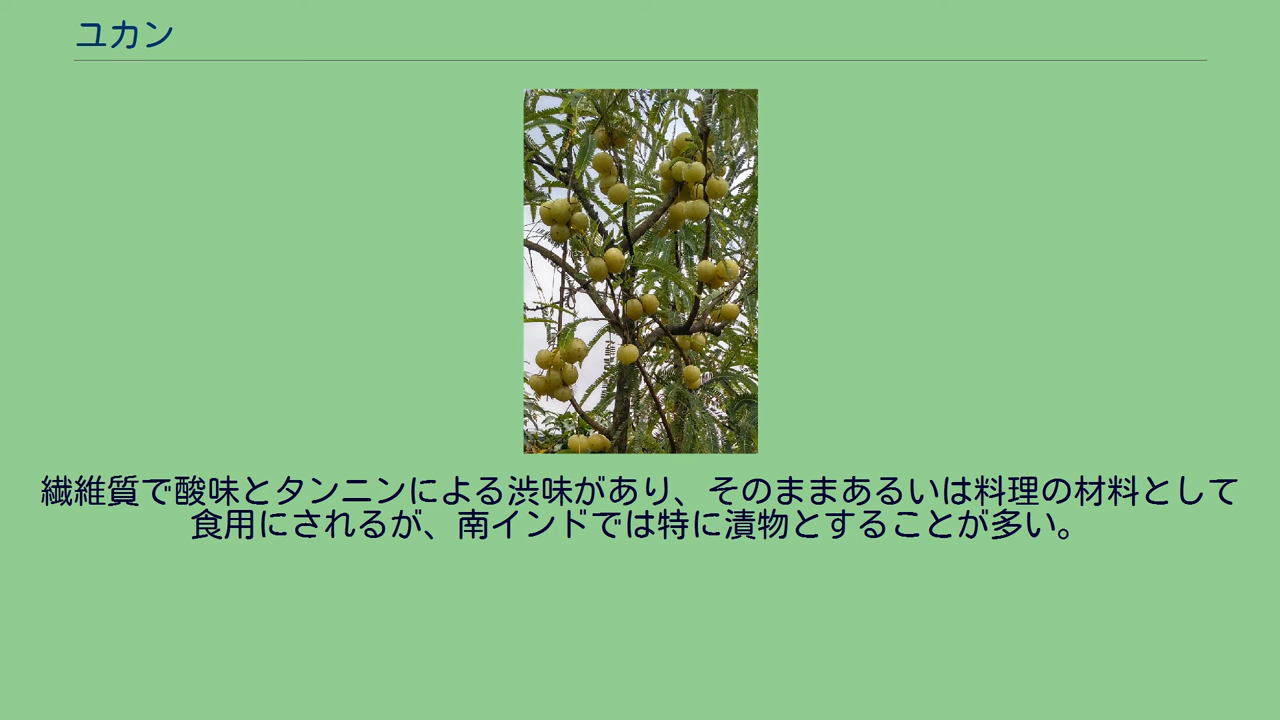 ユカン
繊維質で酸味とタンニンによる渋味があり、そのままあるいは料理の材料として
食用にされるが、南インドでは特に漬物とすることが多い。